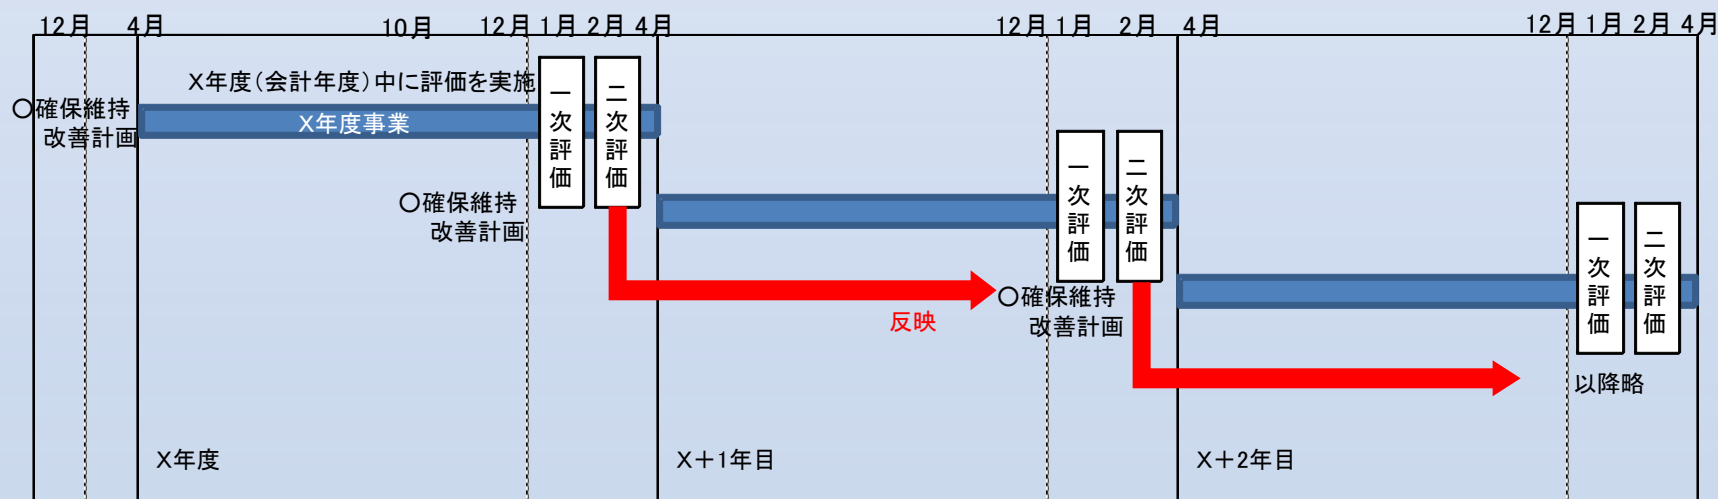 12月 4月 10月 12月 1月 2月 4月 12月 1月 2月 4月 12月 1月 2月 4月
X年度(会計年度)中に評価を実施
○確保維持
改善計画
X年度事業
一次評価
二次評価
○確保維持
改善計画
一次評価
二次評価
○確保維持
改善計画
反映
一次評価
二次評価
以降略
X年度
X+1年目
X+2年目